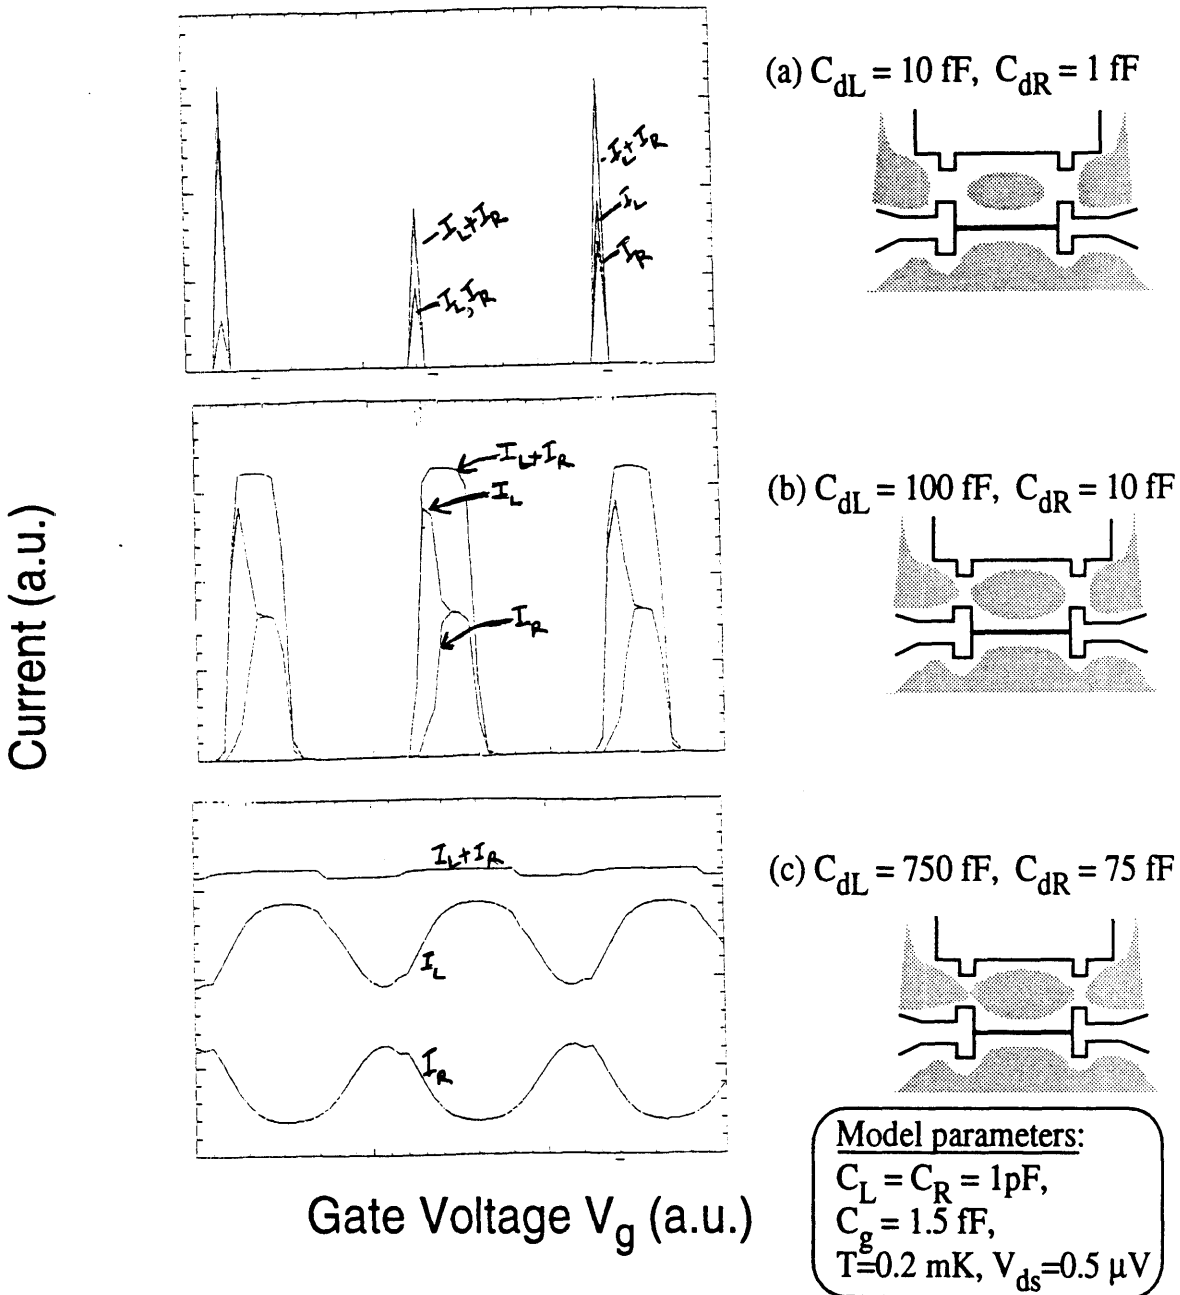 (a) C_dL = 10 fF, C_dR = 1 fF
I_L+I_R
I_L
I_R
I_L+I_R
I_L,I_R
Current (a.u.)
(b) C_dL = 100 fF, C_dR = 10 fF
I_L+I_R
I_L
I_R
(c) C_dL = 750 fF, C_dR = 75 fF
I_L+I_R
I_L
I_R
Gate Voltage V_g (a.u.)
Model parameters:
C_L = C_R = 1pF,
C_g = 1.5 fF,
T=0.2 mK, V_ds=0.5 µV